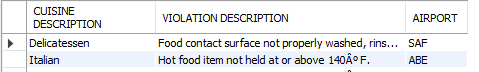 CUISINE DESCRIPTION VIOLATION DESCRIPTION AIRPORT
Delicatessen Food contact surface not properly washed, rins... SAF
Italian Hot food item not held at or above 140Âº F. ABE